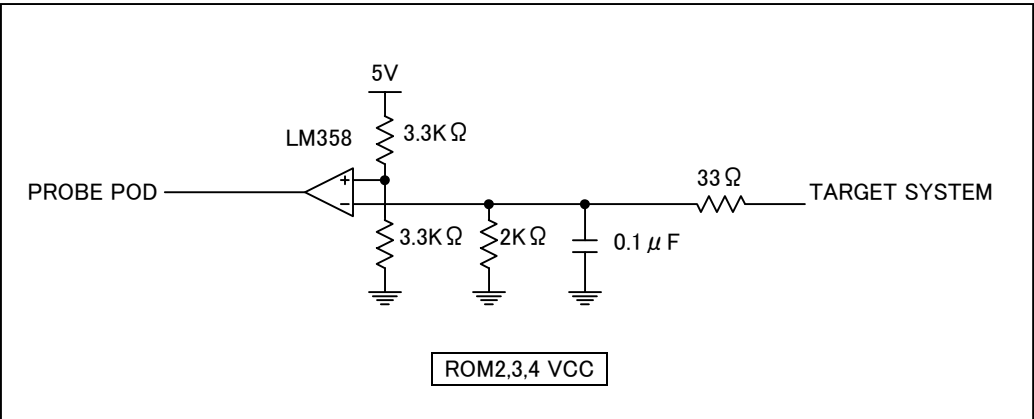 5V
LM358
3.3KΩ
+
−
PROBE POD
33Ω
TARGET SYSTEM
3.3KΩ
2KΩ
0.1μF
ROM2,3,4 VCC